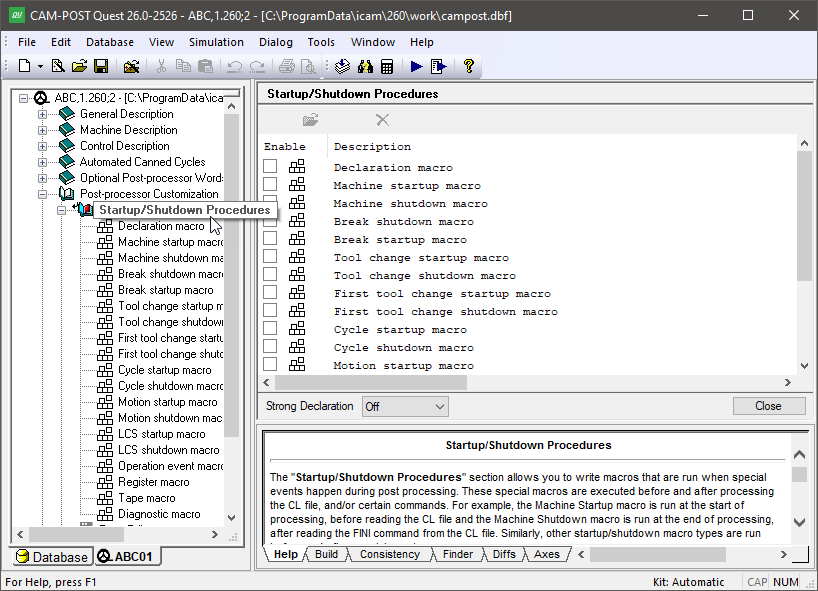 CAM-POST Quest 26.0-2526 - ABC,1.260;2 - [C:\ProgramData\icam\260\work\campost.dbf]
File Edit Database View Simulation Dialog Tools Window Help
ABC,1.260;2 - [C:\ProgramData\ica
General Description
Machine Description
Control Description
Automated Canned Cycles
Optional Post-processor Words
Post-processor Customization
Startup/Shutdown Procedures
Declaration macro
Machine startup macro
Machine shutdown ma
Break shutdown macro
Break startup macro
Tool change startup m
Tool change shutdown
First tool change startu
First tool change shutd
Cycle startup macro
Cycle shutdown macro
Motion startup macro
Motion shutdown mac
LCS startup macro
LCS shutdown macro
Operation event macro
Register macro
Tape macro
Diagnostic macro
Database ABC01
Startup/Shutdown Procedures
Enable Description
Declaration macro
Machine startup macro
Machine shutdown macro
Break shutdown macro
Break startup macro
Tool change startup macro
Tool change shutdown macro
First tool change startup macro
First tool change shutdown macro
Cycle startup macro
Cycle shutdown macro
Motion startup macro
Strong Declaration Off Close
Startup/Shutdown Procedures
The "Startup/Shutdown Procedures" section allows you to write macros that are run when special
events happen during post processing. These special macros are executed before and after processing
the CL file, and/or certain commands. For example, the Machine Startup macro is run at the start of
processing, before reading the CL file and the Machine Shutdown macro is run at the end of processing,
after reading the FINI command from the CL file. Similarly, other startup/shutdown macro types are run
Help Build Consistency Finder Diffs Axes
For Help, press F1 Kit: Automatic CAP NUM